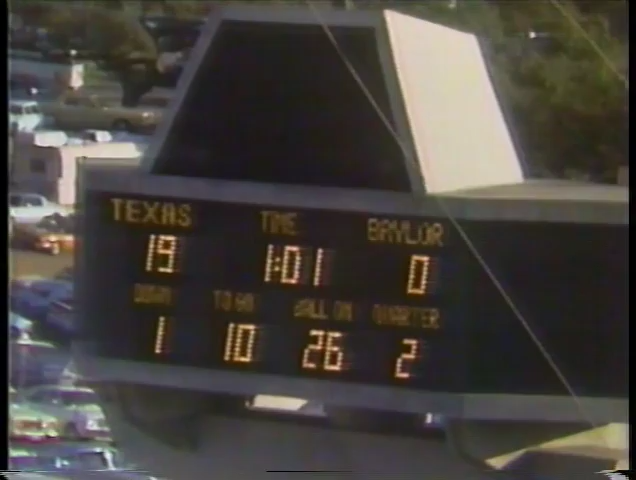 TEXAS TIME BAYLOR
19 1:01 0
DOWN TO GO BALL ON QUARTER
1 10 26 2